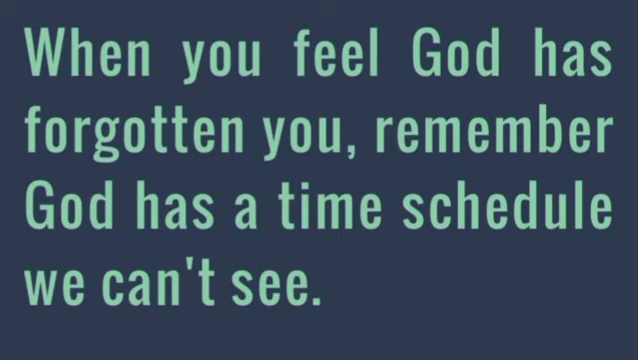 When you feel God has
forgotten you, remember
God has a time schedule
we can't see.